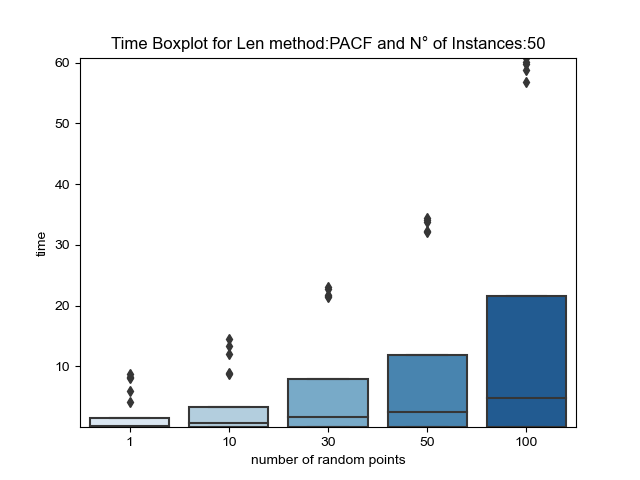 Time Boxplot for Len method:PACF and N° of Instances:50
60
50
40
30
20
10
time
1 10 30 50 100
number of random points